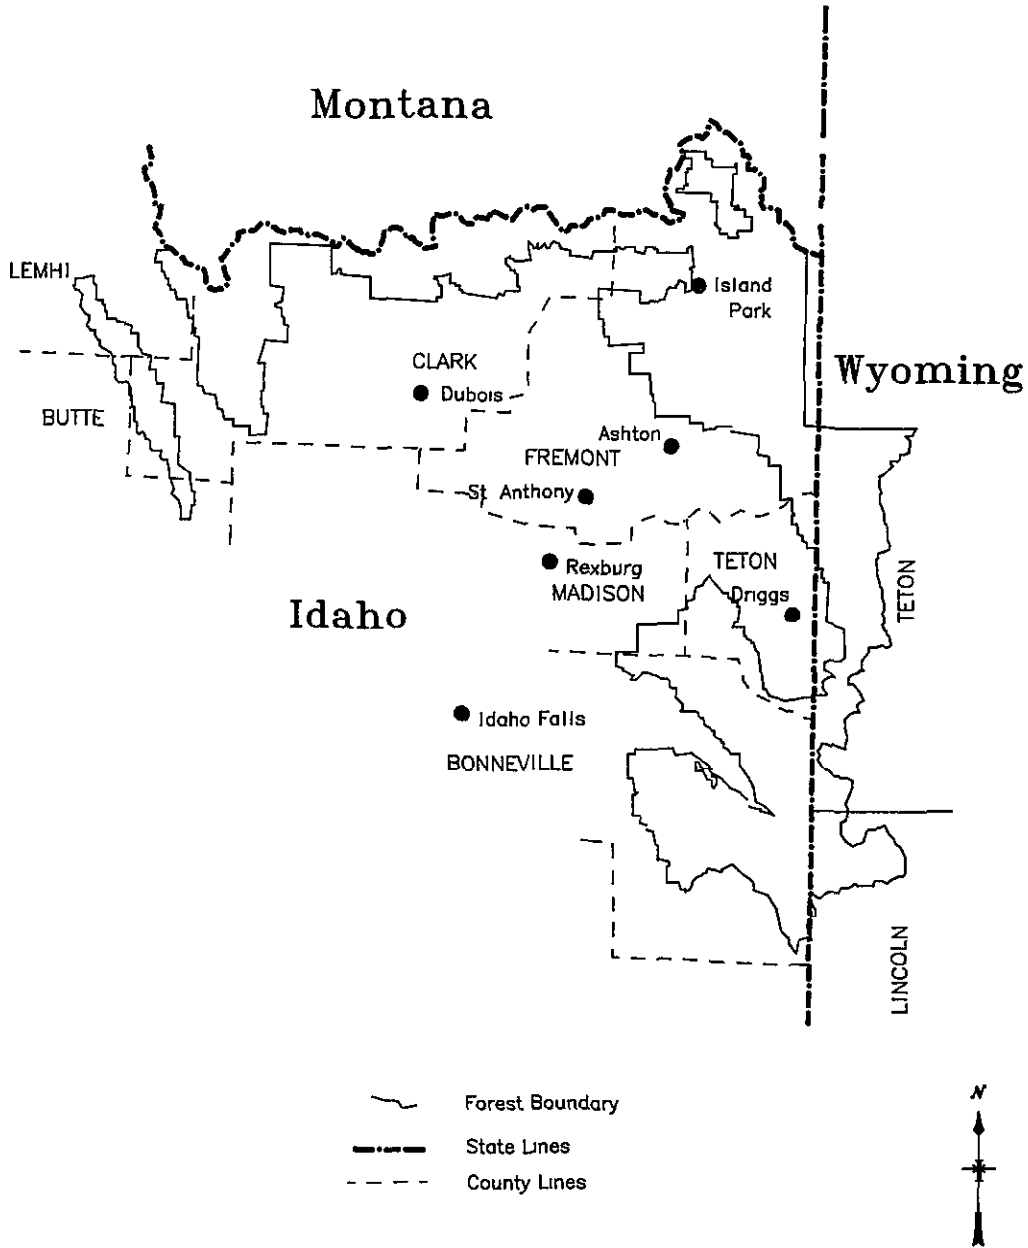 Montana
LEMHI
Island
Park
Wyoming
CLARK
Dubois
BUTTE
Ashton
FREMONT
St Anthony
TETON
Rexburg
MADISON
Driggs
TETON
Idaho
Idaho Falls
BONNEVILLE
LINCOLN
Forest Boundary
State Lines
County Lines
N